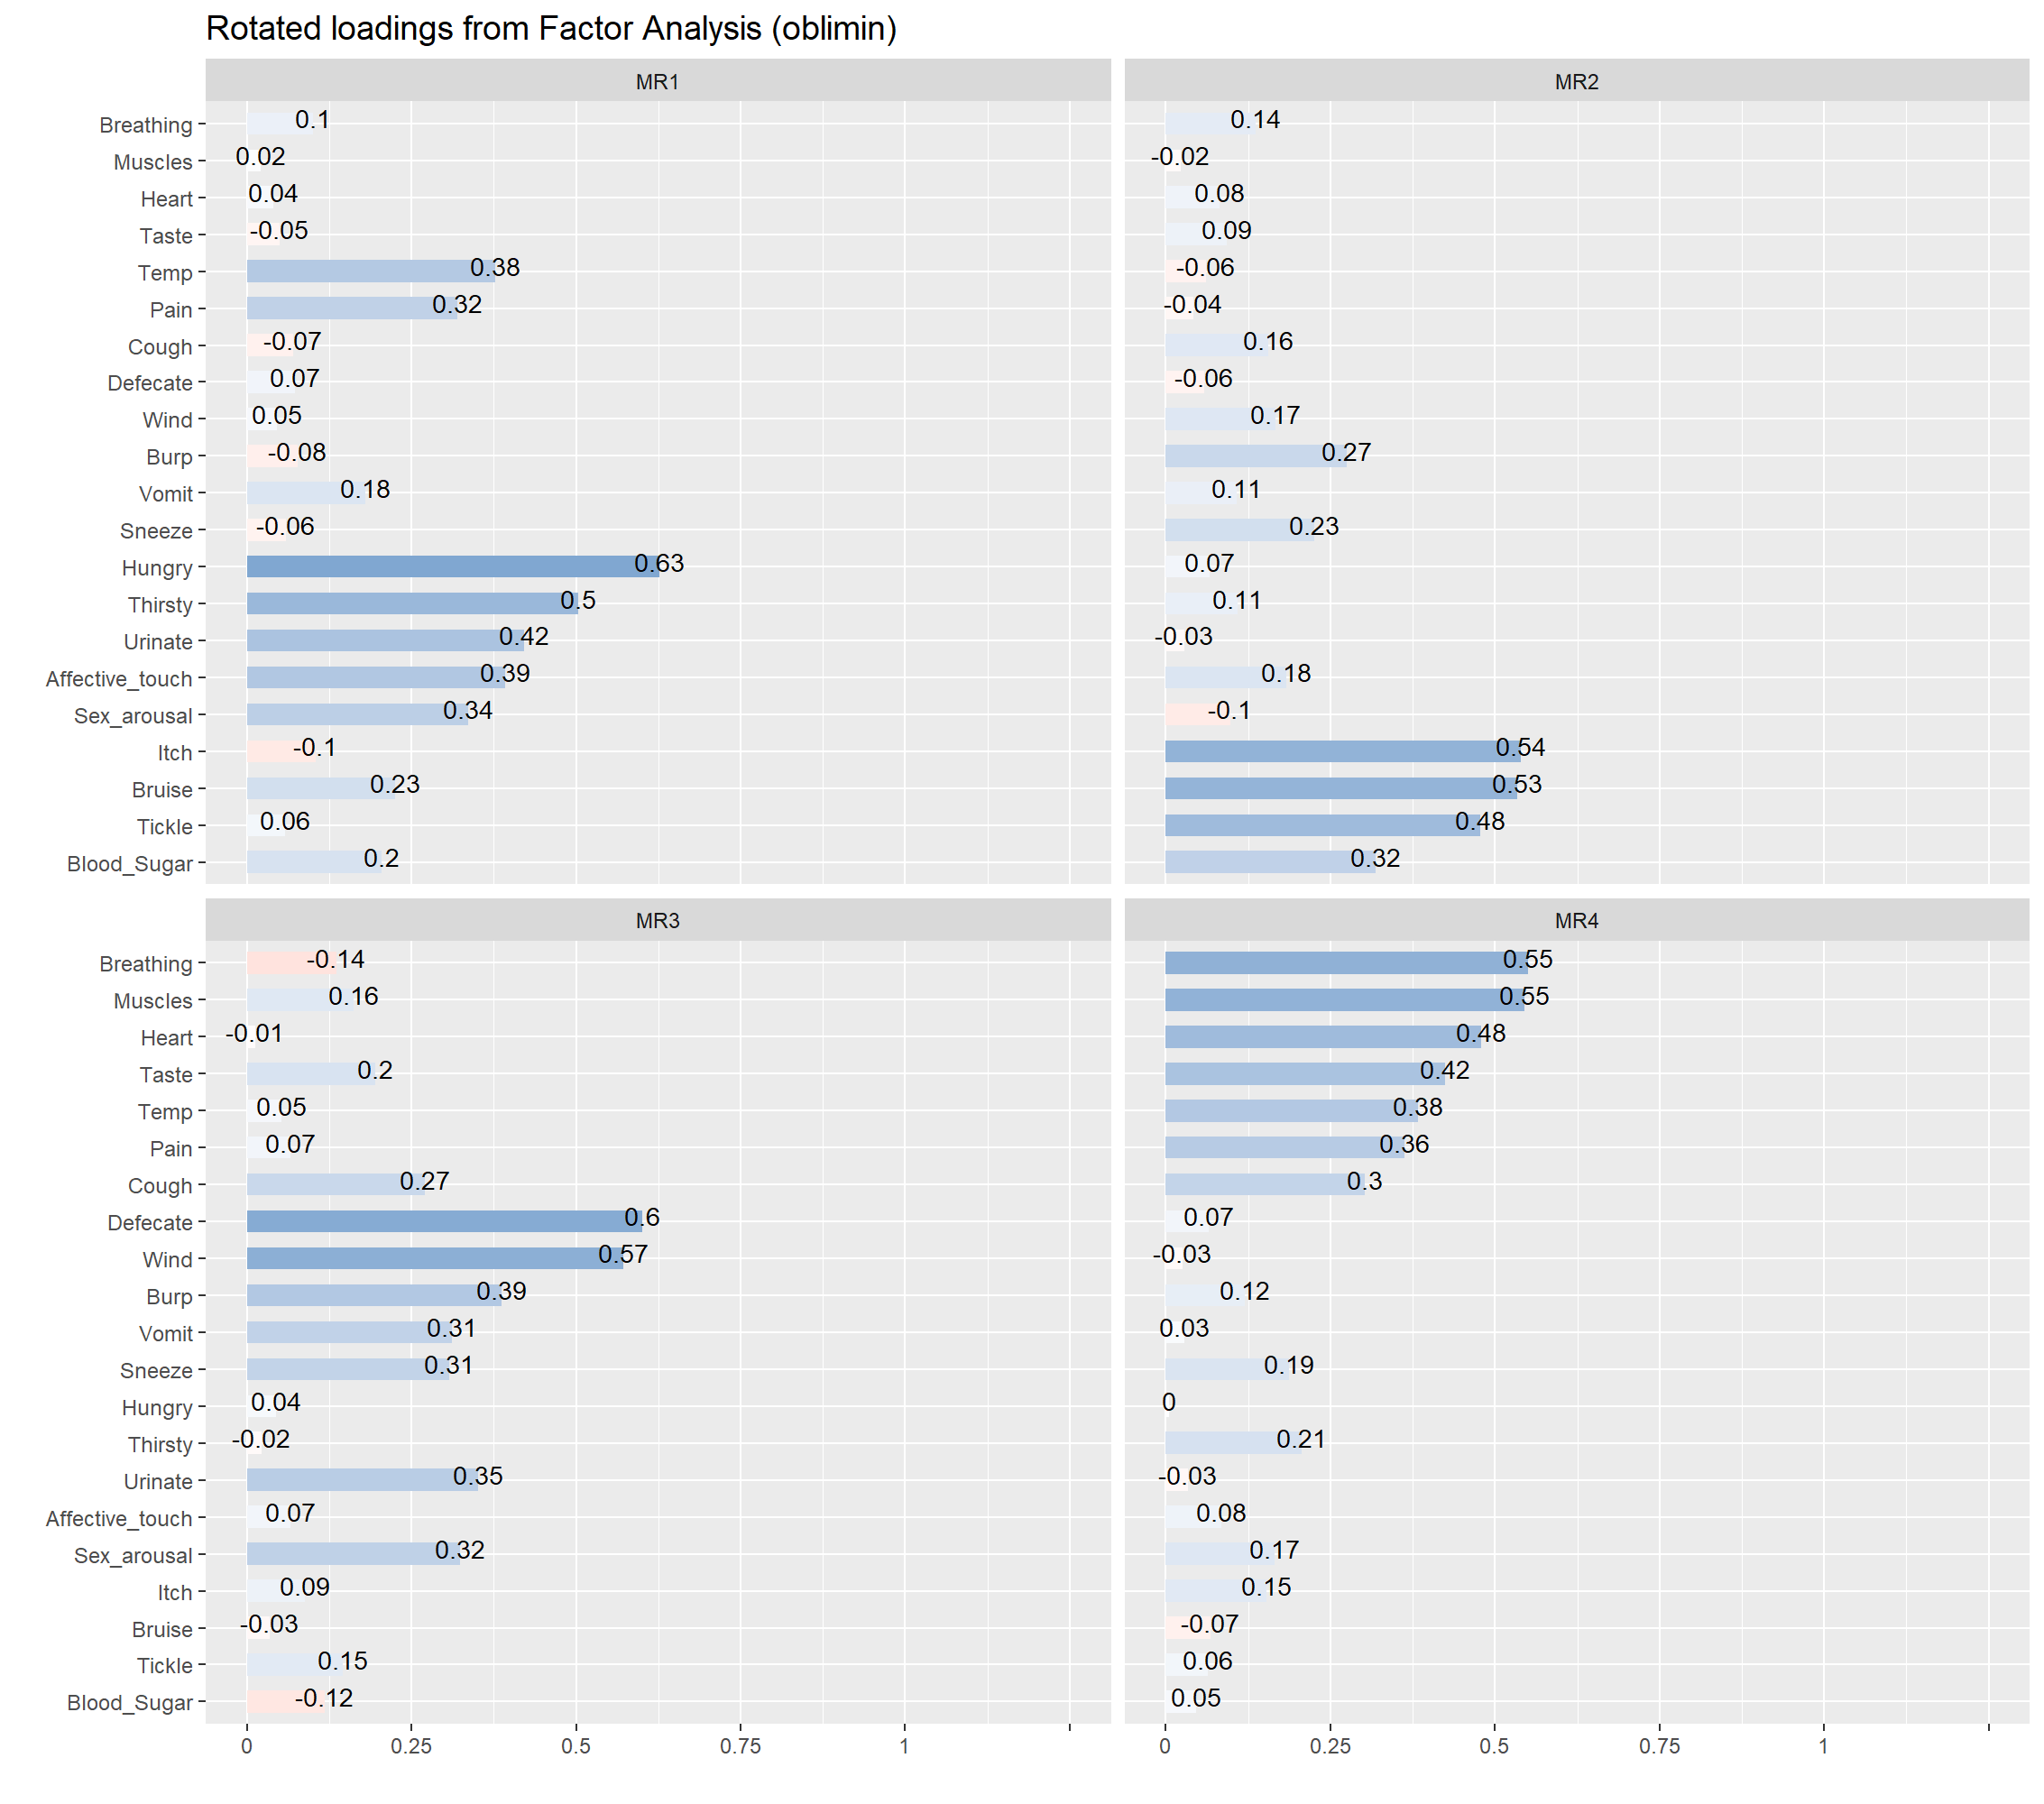 Rotated loadings from Factor Analysis (oblimin)
MR1 MR2
Breathing 0.1 0.14
Muscles 0.02 -0.02
Heart 0.04 0.08
Taste -0.05 0.09
Temp 0.38 -0.06
Pain 0.32 -0.04
Cough -0.07 0.16
Defecate 0.07 -0.06
Wind 0.05 0.17
Burp -0.08 0.27
Vomit 0.18 0.11
Sneeze -0.06 0.23
Hungry 0.63 0.07
Thirsty 0.5 0.11
Urinate 0.42 -0.03
Affective_touch 0.39 0.18
Sex_arousal 0.34 -0.1
Itch -0.1 0.54
Bruise 0.23 0.53
Tickle 0.06 0.48
Blood_Sugar 0.2 0.32
MR3 MR4
Breathing -0.14 0.55
Muscles 0.16 0.55
Heart -0.01 0.48
Taste 0.2 0.42
Temp 0.05 0.38
Pain 0.07 0.36
Cough 0.27 0.3
Defecate 0.6 0.07
Wind 0.57 -0.03
Burp 0.39 0.12
Vomit 0.31 0.03
Sneeze 0.31 0.19
Hungry 0.04 0
Thirsty -0.02 0.21
Urinate 0.35 -0.03
Affective_touch 0.07 0.08
Sex_arousal 0.32 0.17
Itch 0.09 0.15
Bruise -0.03 -0.07
Tickle 0.15 0.06
Blood_Sugar -0.12 0.05
0 0.25 0.5 0.75 1 0 0.25 0.5 0.75 1